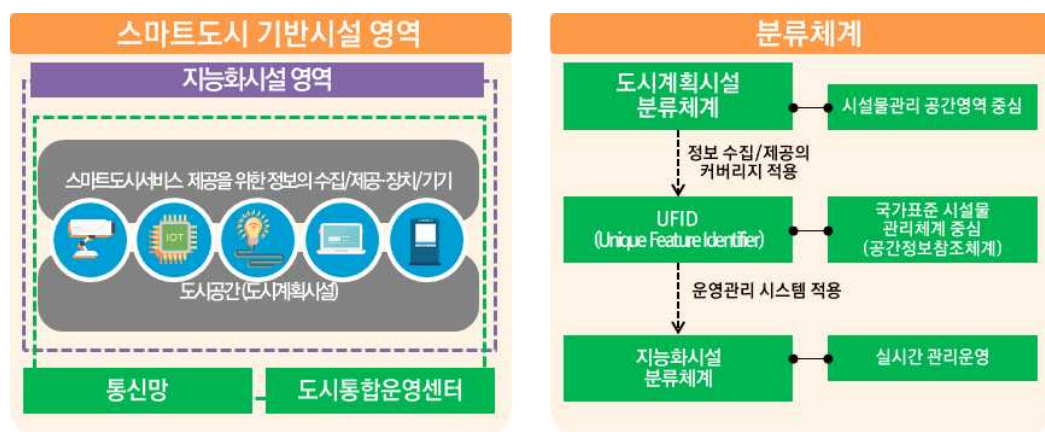 스마트도시 기반시설 영역
지능화시설 영역
스마트도시서비스 제공을 위한 정보의 수집/제공·장치/기기
IOT
도시공간(도시계획시설)
통신망
도시통합운영센터
분류체계
도시계획시설
분류체계
시설물관리 공간영역 중심
정보 수집/제공의
커버리지 적용
UFID
(Unique Feature Identifier)
국가표준 시설물
관리체계 중심
(공간정보참조체계)
운영관리 시스템 적용
지능화시설
분류체계
실시간 관리운영